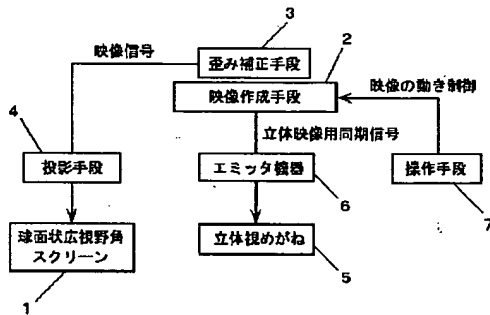 3
映像信号
歪み補正手段
2
映像作成手段
映像の動き制御
4
立体映像用同期信号
投影手段
エミッタ機器
操作手段
6
7
球面状広視野角
スクリーン
立体視めがね
1
5